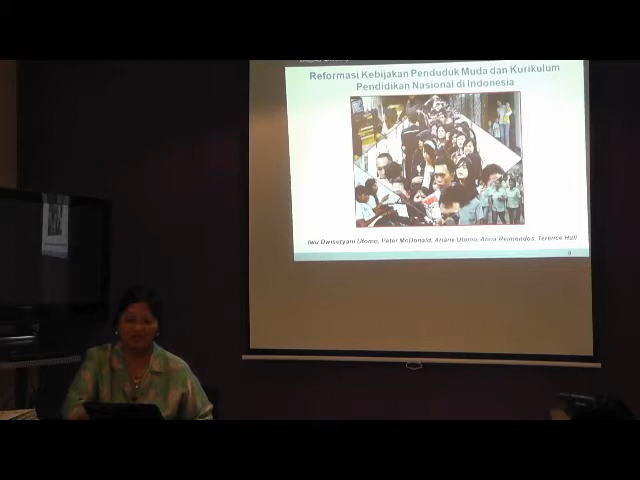 Reformasi Kebijakan Penduduk Muda dan Kurikulum
Pendidikan Nasional di Indonesia
Iwu Dwisetyani Utomo, Peter McDonald, Ariane Utomo, Anna Reimondos, Terence Hull